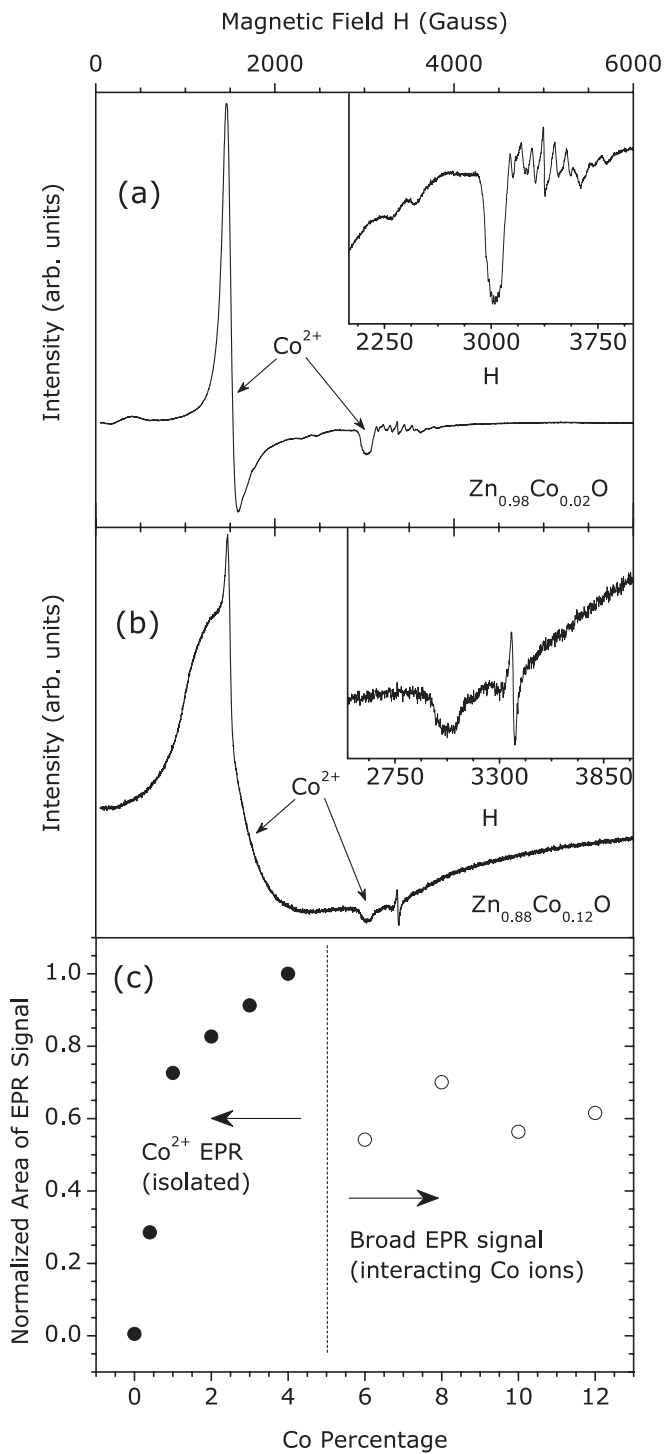 Magnetic Field H (Gauss)
0 2000 4000 6000
(a)
Intensity (arb. units)
Co²⁺
2250 3000 3750
H
Zn₀.₉₈Co₀.₀₂O
(b)
Intensity (arb. units)
Co²⁺
2750 3300 3850
H
Zn₀.₈₈Co₀.₁₂O
(c)
Normalized Area of EPR Signal
1.0
0.8
0.6
0.4
0.2
0.0
Co²⁺ EPR
(isolated)
Broad EPR signal
(interacting Co ions)
0 2 4 6 8 10 12
Co Percentage